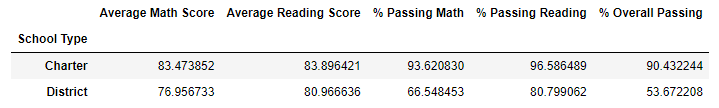 Average Math Score Average Reading Score % Passing Math % Passing Reading % Overall Passing
School Type
Charter 83.473852 83.896421 93.620830 96.586489 90.432244
District 76.956733 80.966636 66.548453 80.799062 53.672208